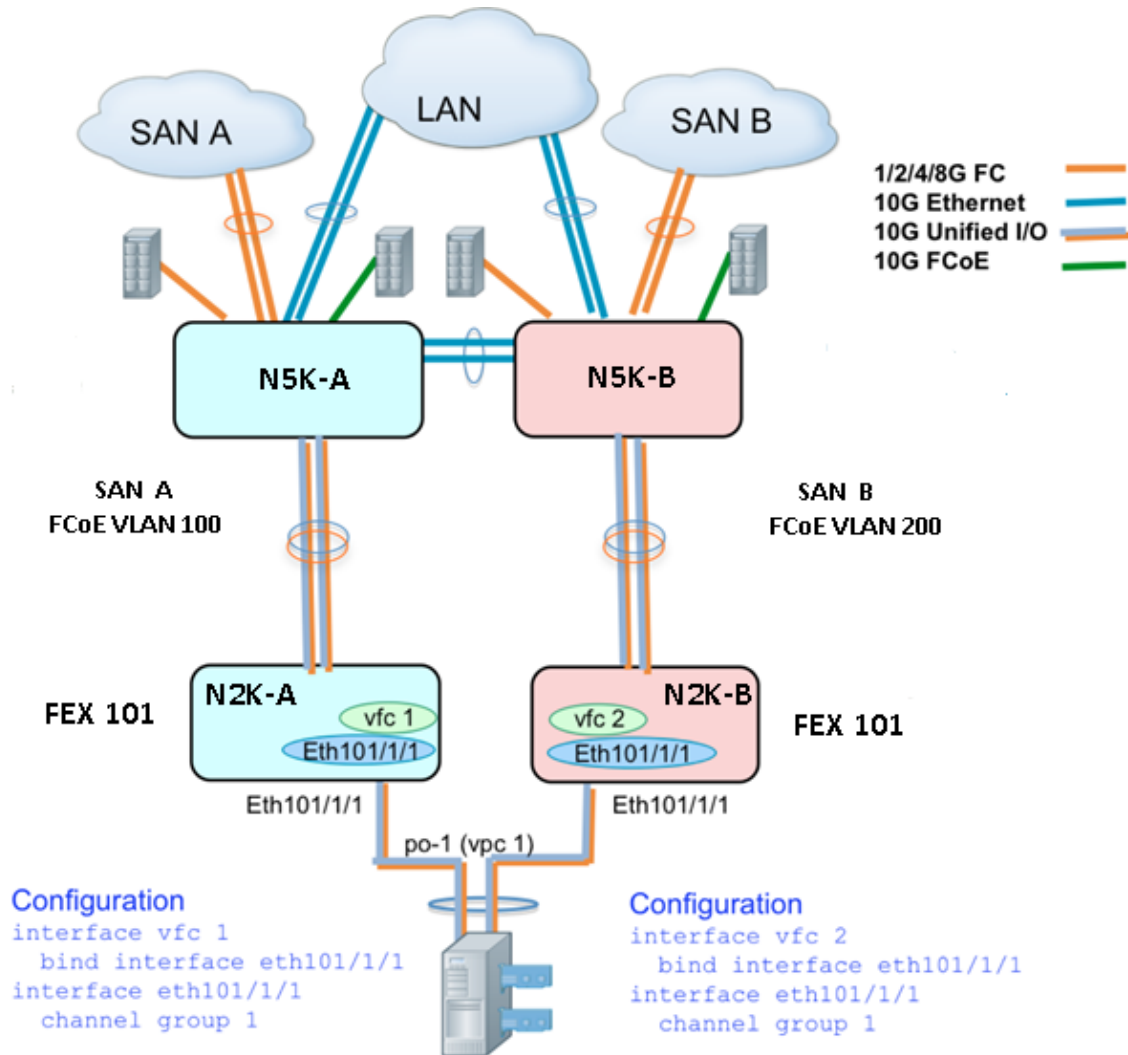 SAN A
LAN
SAN B
1/2/4/8G FC
10G Ethernet
10G Unified I/O
10G FCoE
N5K-A
N5K-B
SAN A
FCoE VLAN 100
SAN B
FCoE VLAN 200
N2K-A
N2K-B
FEX 101
vfc 1
Eth101/1/1
vfc 2
Eth101/1/1
FEX 101
Eth101/1/1
Eth101/1/1
po-1 (vpc 1)
Configuration
interface vfc 1
bind interface eth101/1/1
interface eth101/1/1
channel group 1
Configuration
interface vfc 2
bind interface eth101/1/1
interface eth101/1/1
channel group 1